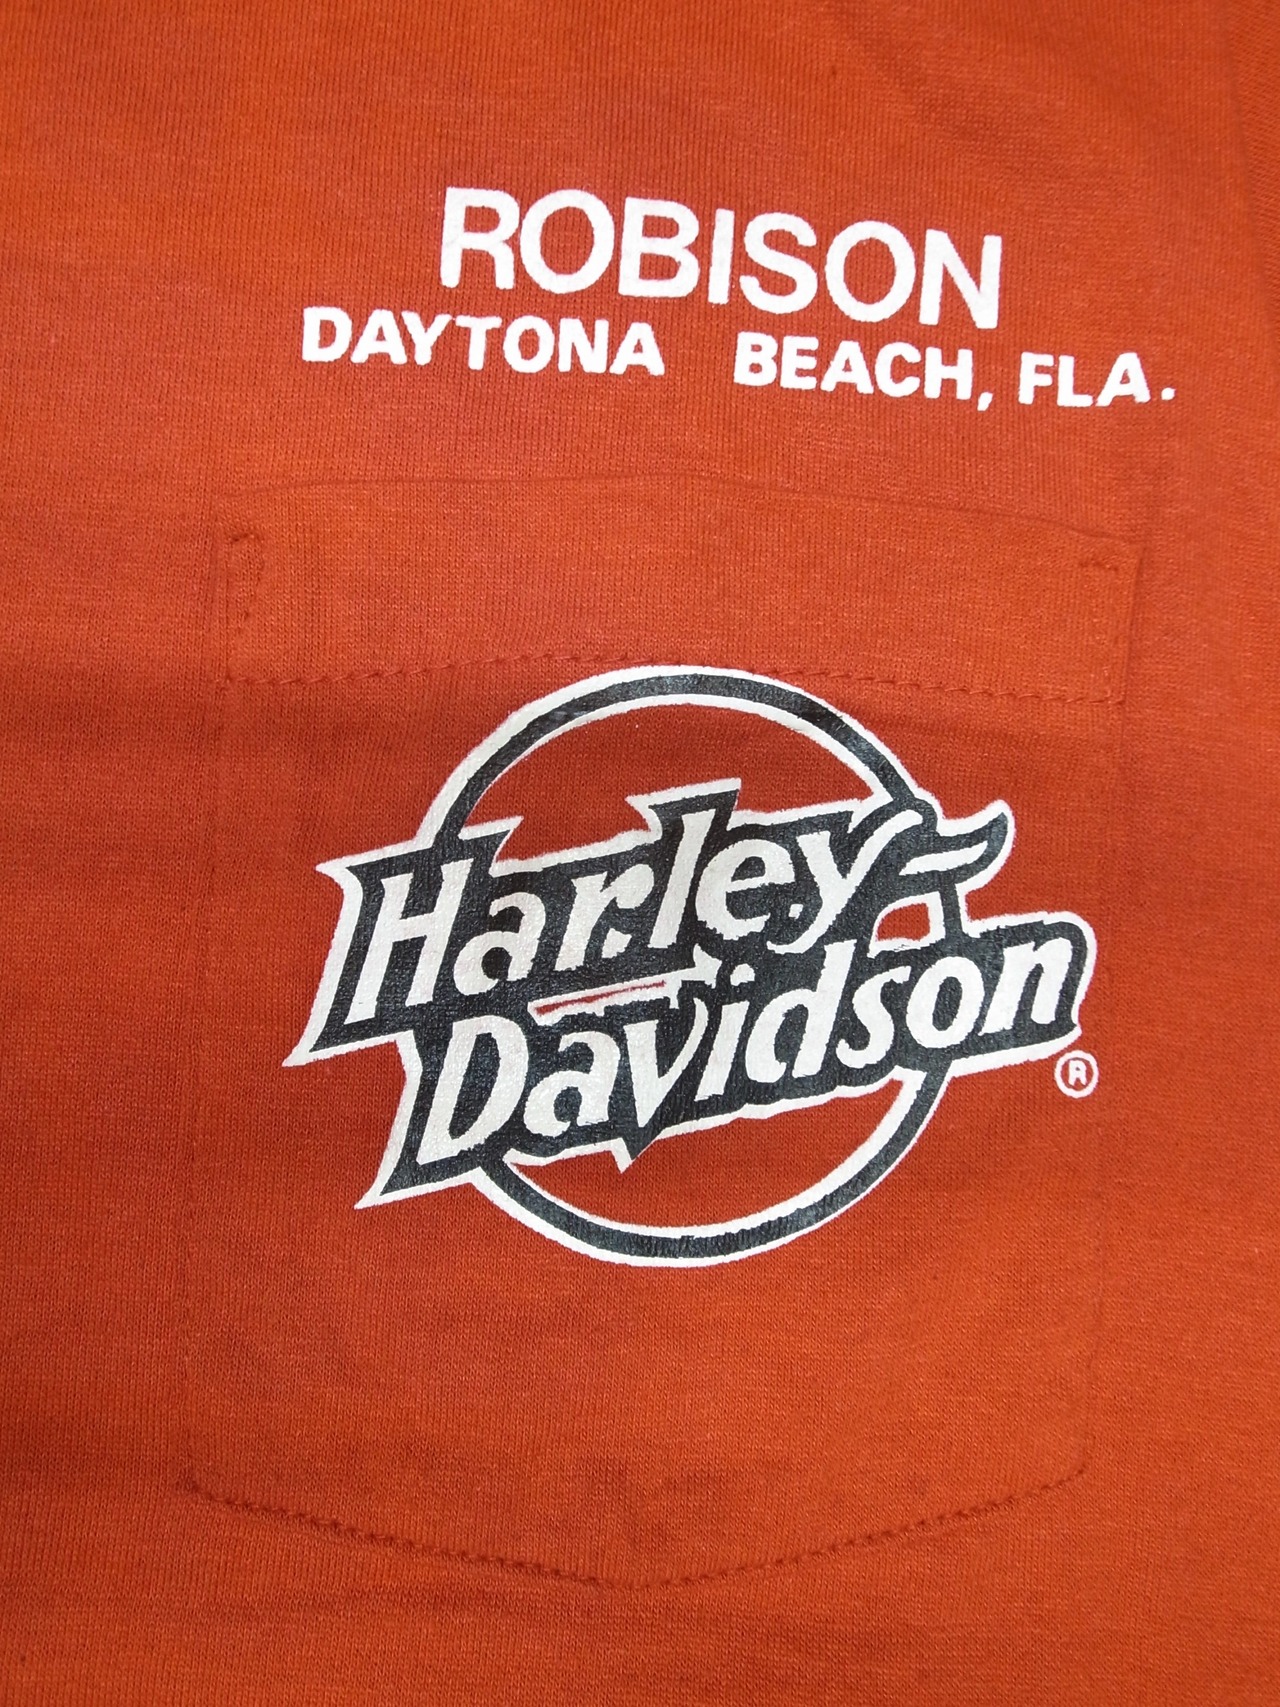 ROBISON
DAYTONA BEACH, FLA.
Harley
Davidson
®